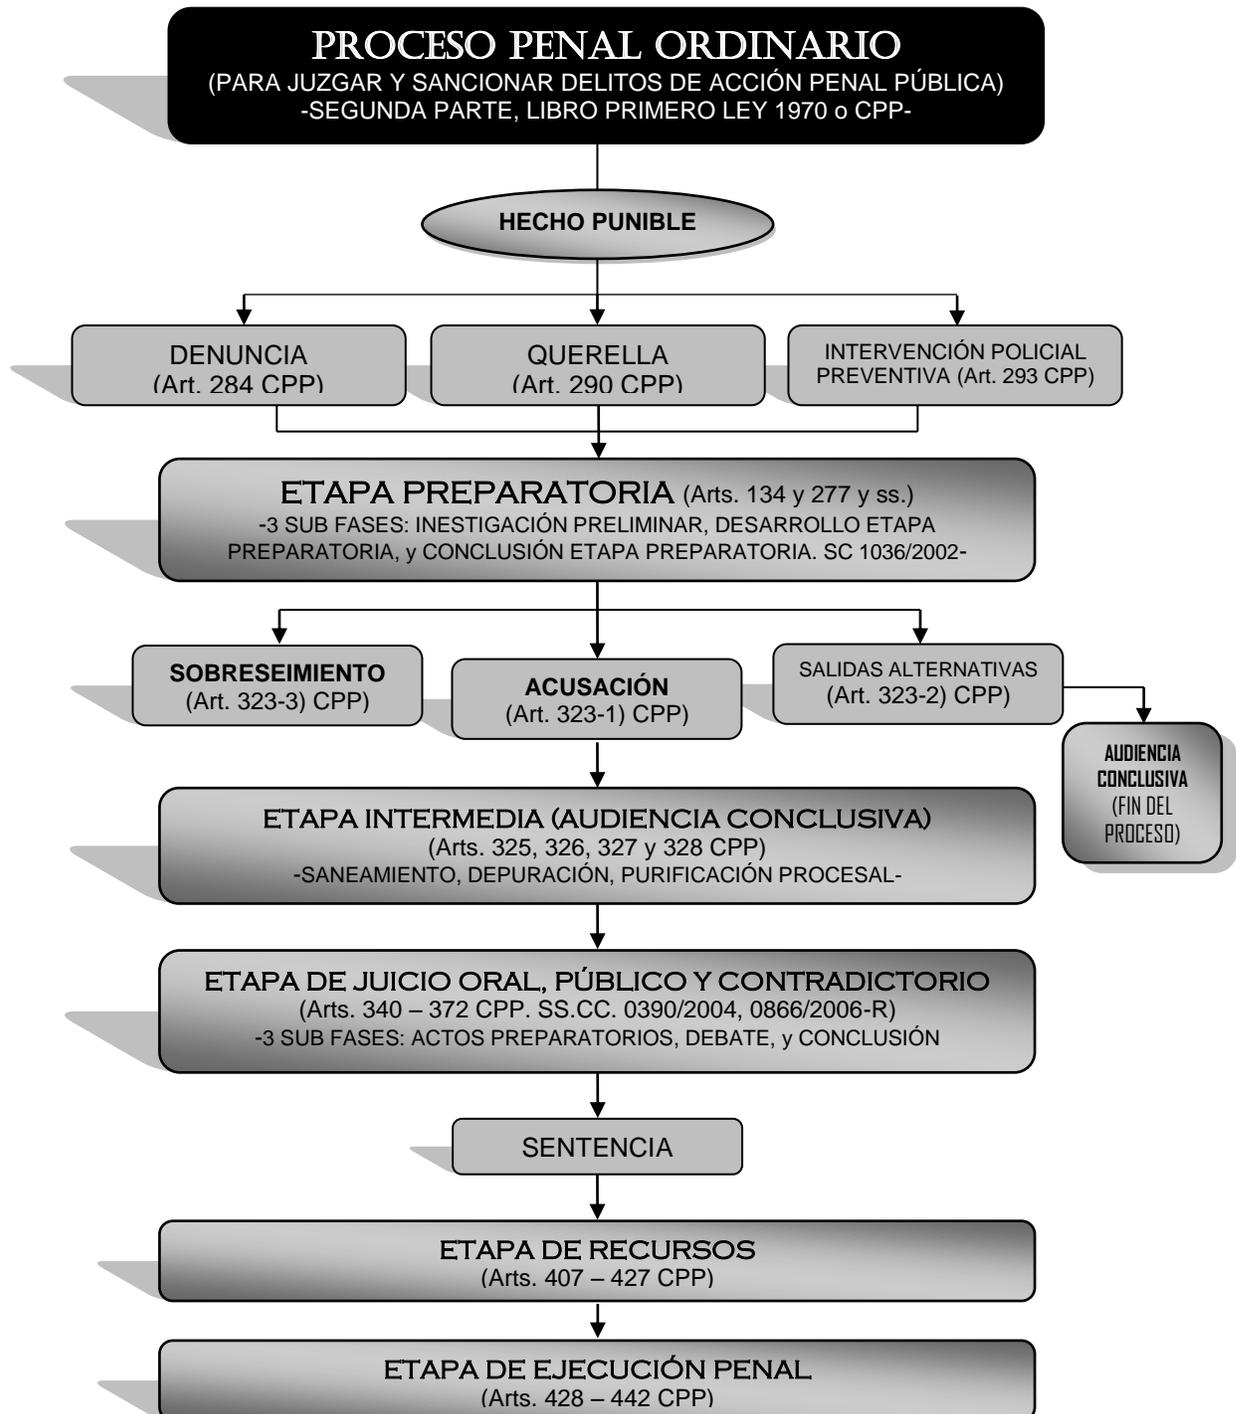 PROCESO PENAL ORDINARIO
(PARA JUZGAR Y SANCIONAR DELITOS DE ACCIÓN PENAL PÚBLICA)
-SEGUNDA PARTE, LIBRO PRIMERO LEY 1970 o CPP-
HECHO PUNIBLE
DENUNCIA
(Art. 284 CPP)
QUERELLA
(Art. 290 CPP)
INTERVENCIÓN POLICIAL
PREVENTIVA (Art. 293 CPP)
ETAPA PREPARATORIA (Arts. 134 y 277 y ss.)
-3 SUB FASES: INESTIGACIÓN PRELIMINAR, DESARROLLO ETAPA
PREPARATORIA, y CONCLUSIÓN ETAPA PREPARATORIA. SC 1036/2002-
SOBRESEIMIENTO
(Art. 323-3) CPP)
ACUSACIÓN
(Art. 323-1) CPP)
SALIDAS ALTERNATIVAS
(Art. 323-2) CPP)
AUDIENCIA
CONCLUSIVA
(FIN DEL
PROCESO)
ETAPA INTERMEDIA (AUDIENCIA CONCLUSIVA)
(Arts. 325, 326, 327 y 328 CPP)
-SANEAMIENTO, DEPURACIÓN, PURIFICACIÓN PROCESAL-
ETAPA DE JUICIO ORAL, PÚBLICO Y CONTRADICTORIO
(Arts. 340 – 372 CPP. SS.CC. 0390/2004, 0866/2006-R)
-3 SUB FASES: ACTOS PREPARATORIOS, DEBATE, y CONCLUSIÓN
SENTENCIA
ETAPA DE RECURSOS
(Arts. 407 – 427 CPP)
ETAPA DE EJECUCIÓN PENAL
(Arts. 428 – 442 CPP)